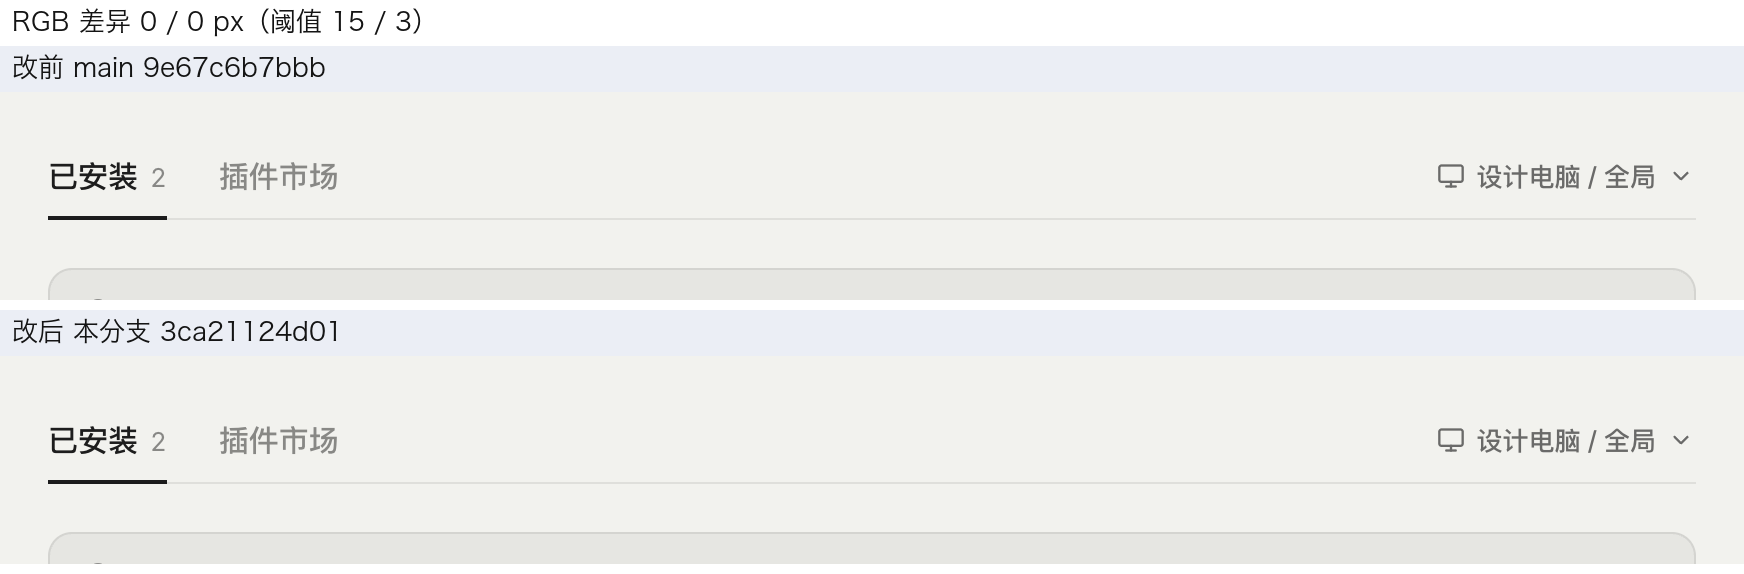 RGB 差异 0 / 0 px（阈值 15 / 3）
改前 main 9e67c6b7bbb
已安装 2 插件市场 设计电脑 / 全局
改后 本分支 3ca21124d01
已安装 2 插件市场 设计电脑 / 全局